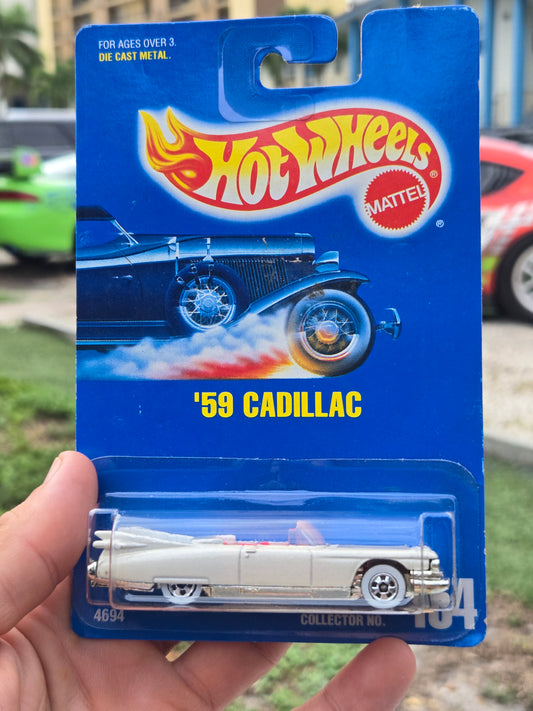 FOR AGES OVER 3.
DIE CAST METAL.
HOT WHEELS®
MATTEL
®
'59 CADILLAC
4694
COLLECTOR NO.